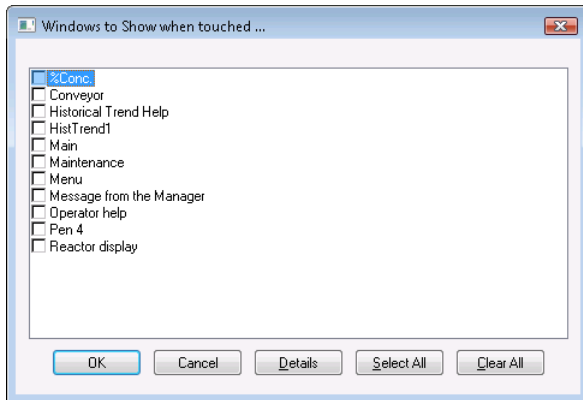 Windows to Show when touched ...
%Conc.
Conveyor
Historical Trend Help
HistTrend1
Main
Maintenance
Menu
Message from the Manager
Operator help
Pen 4
Reactor display
OK Cancel Details Select All Clear All